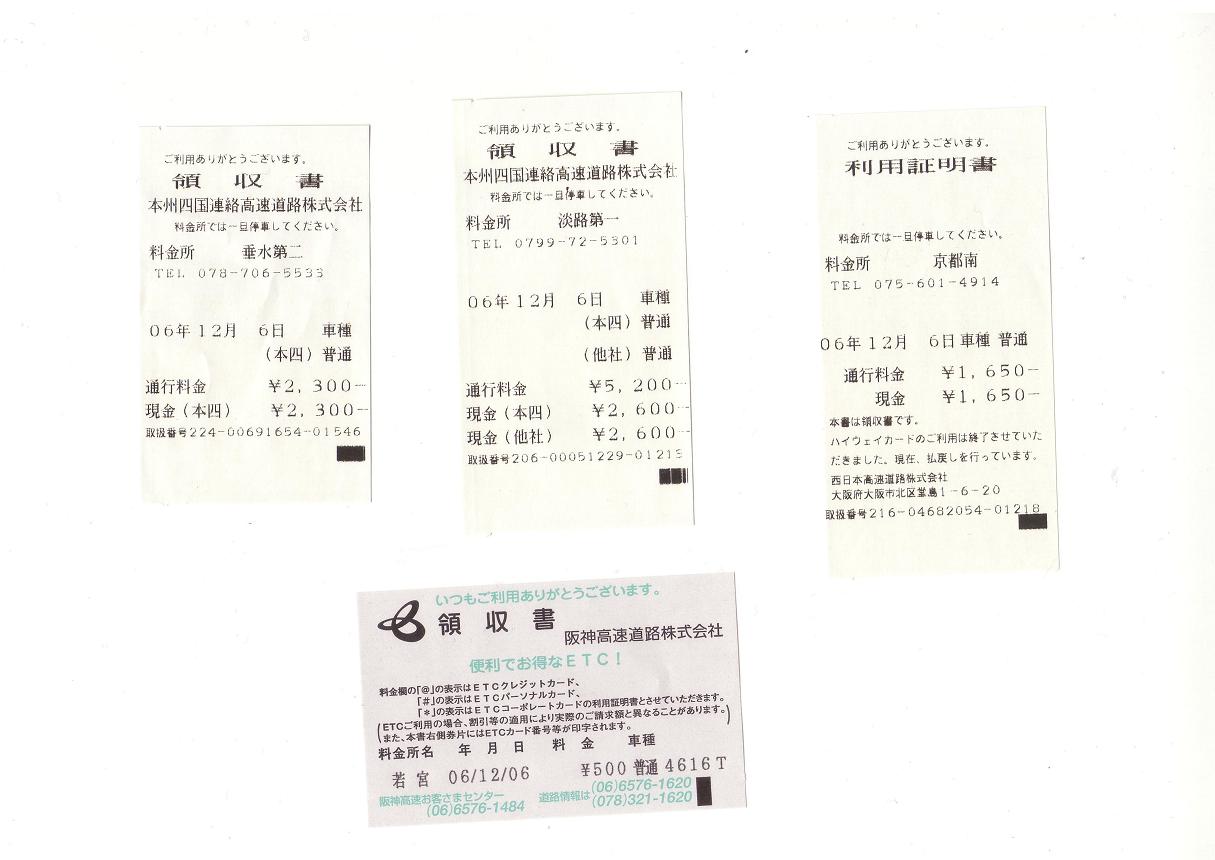 ご利用ありがとうございます。
領 収 書
本州四国連絡高速道路株式会社
料金所では一旦停車してください。
料金所 垂水第二
TEL 078-706-5533
06年12月 6日 車種
(本四) 普通
通行料金 ¥2,300-
現金(本四) ¥2,300-
取扱番号224-00691654-01546
ご利用ありがとうございます。
領 収 書
本州四国連絡高速道路株式会社
料金所では一旦停車してください。
料金所 淡路第一
TEL 0799-72-5301
06年12月 6日 車種
(本四) 普通
(他社) 普通
通行料金 ¥5,200-
現金(本四) ¥2,600-
現金(他社) ¥2,600-
取扱番号206-00051229-01213
ご利用ありがとうございます。
利用証明書
料金所では一旦停車してください。
料金所 京都南
TEL 075-601-4914
06年12月 6日 車種 普通
通行料金 ¥1,650-
現金 ¥1,650-
本書は領収書です。
ハイウェイカードのご利用は終了させていた
だきました。現在、払戻しを行っています。
西日本高速道路株式会社
大阪府大阪市北区堂島1-6-20
取扱番号216-04682054-01218
いつもご利用ありがとうございます。
領 収 書 阪神高速道路株式会社
便利でお得なETC!
料金欄の「@」の表示はETCクレジットカード、
「#」の表示はETCパーソナルカード、
「*」の表示はETCコーポレートカードの利用証明書とさせていただきます。
(ETCご利用の場合、割引等の適用により実際のご請求額と異なることがあります。
また、本書右側券片にはETCカード番号等が印字されます。)
料金所名 年 月 日 料 金 車種
若宮 06/12/06 ¥500 普通 4616T
阪神高速お客さまセンター (06)6576-1484
道路情報は (06)6576-1620
(078)321-1620